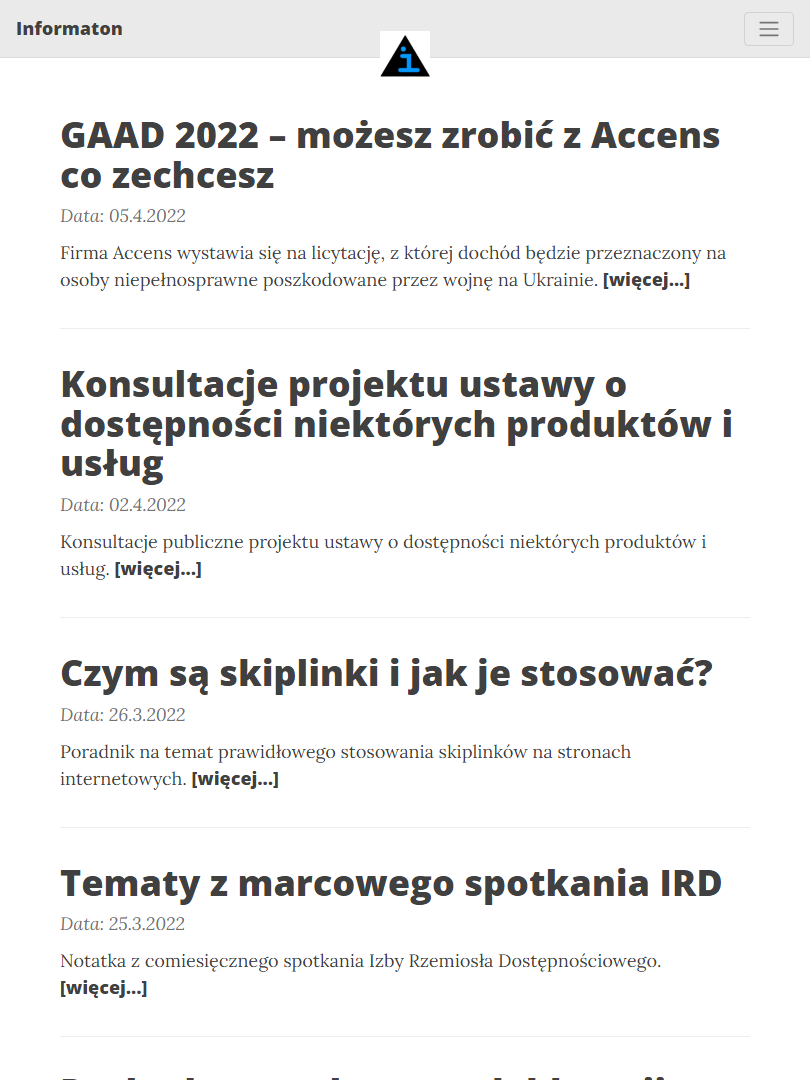 Informaton
i
GAAD 2022 – możesz zrobić z Accens
co zechcesz
Data: 05.4.2022
Firma Accens wystawia się na licytację, z której dochód będzie przeznaczony na
osoby niepełnosprawne poszkodowane przez wojnę na Ukrainie. [więcej...]
Konsultacje projektu ustawy o
dostępności niektórych produktów i
usług
Data: 02.4.2022
Konsultacje publiczne projektu ustawy o dostępności niektórych produktów i
usług. [więcej...]
Czym są skiplinki i jak je stosować?
Data: 26.3.2022
Poradnik na temat prawidłowego stosowania skiplinków na stronach
internetowych. [więcej...]
Tematy z marcowego spotkania IRD
Data: 25.3.2022
Notatka z comiesięcznego spotkania Izby Rzemiosła Dostępnościowego.
[więcej...]